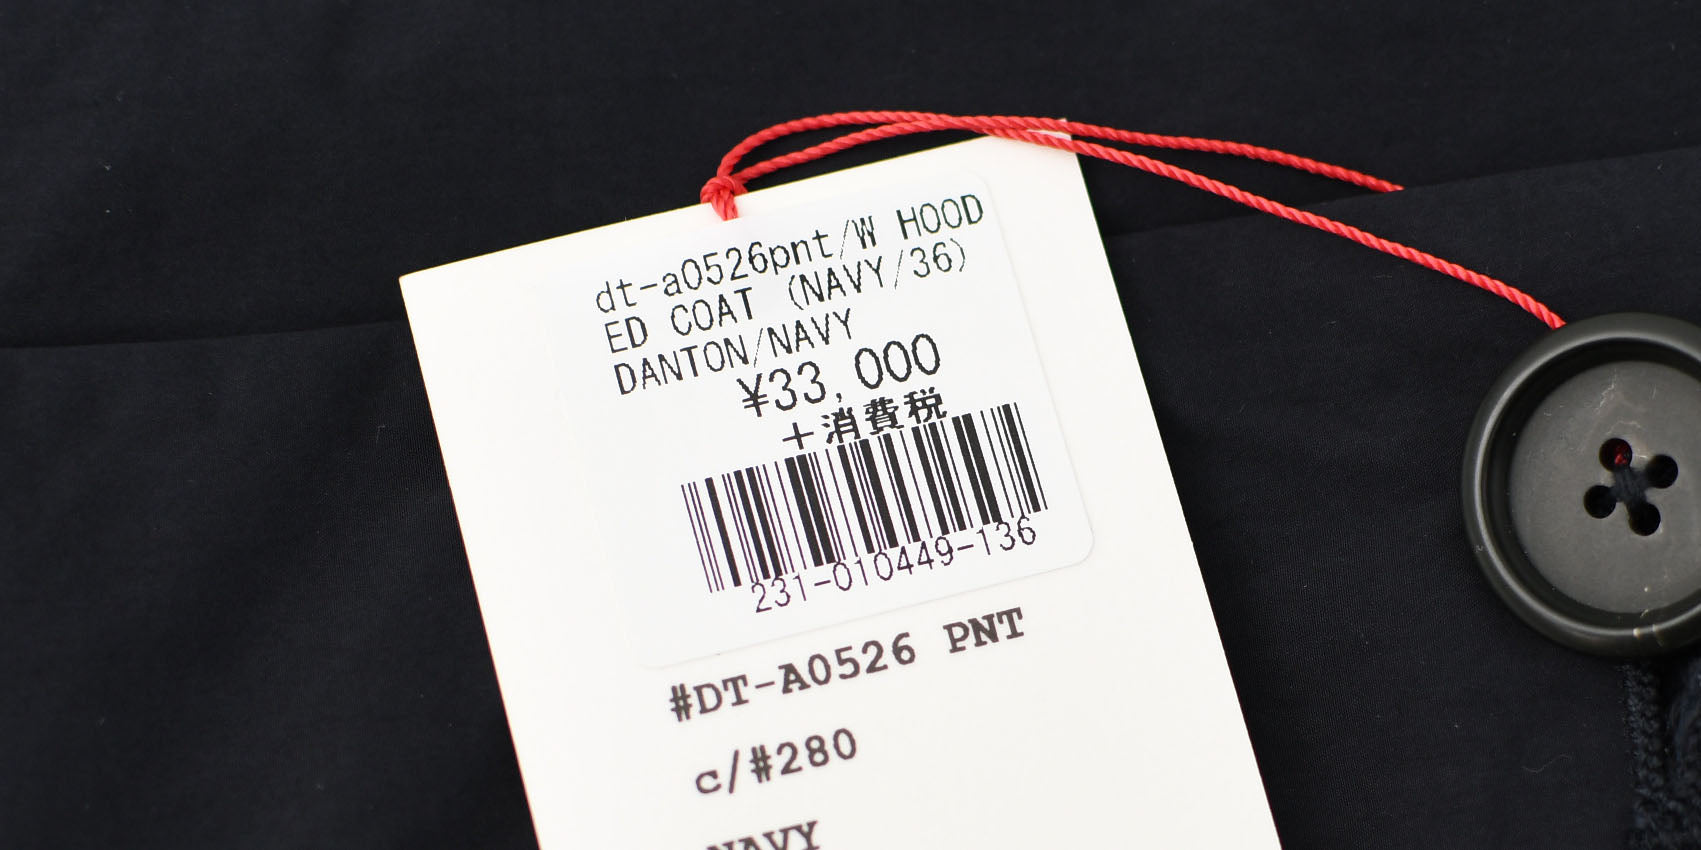 dt-a0526pnt/W HOOD
ED COAT (NAVY/36)
DANTON/NAVY
¥33,000
+消費税
231-010449-136
#DT-A0526 PNT
c/#280
NAVY